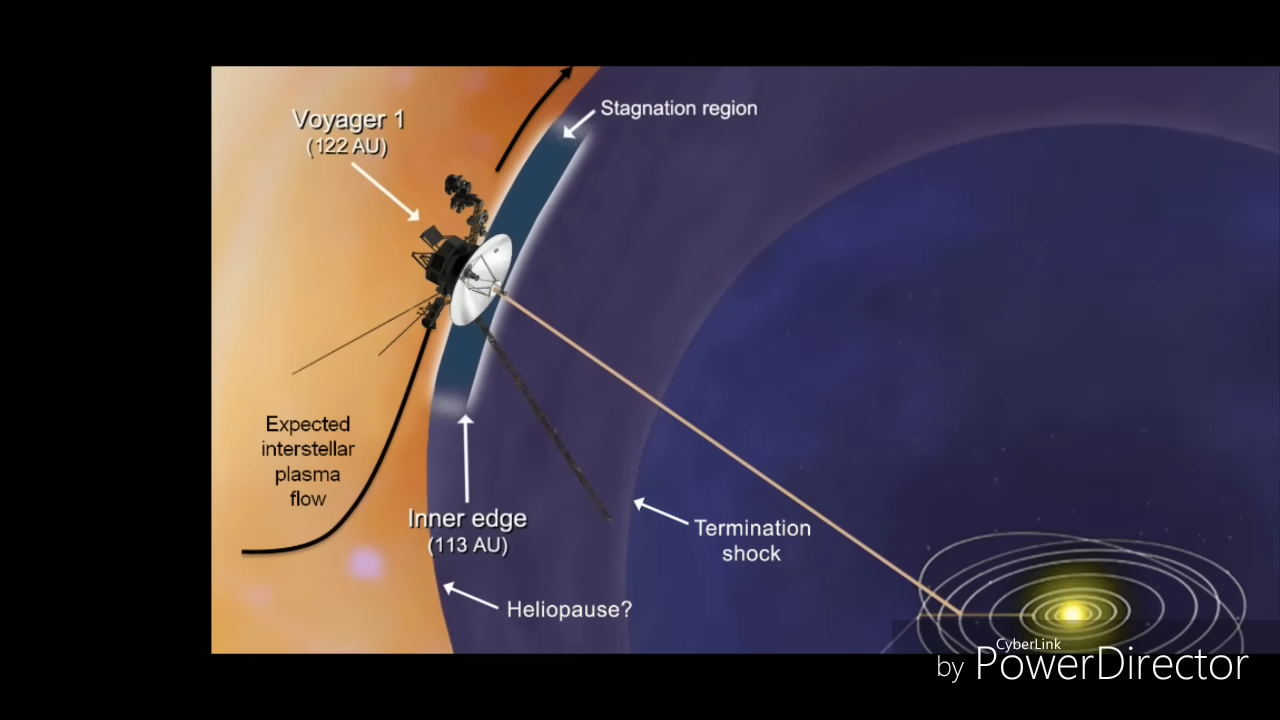 Stagnation region
Voyager 1
(122 AU)
Expected
interstellar
plasma
flow
Inner edge
(113 AU)
Termination
shock
Heliopause?
CyberLink
by PowerDirector